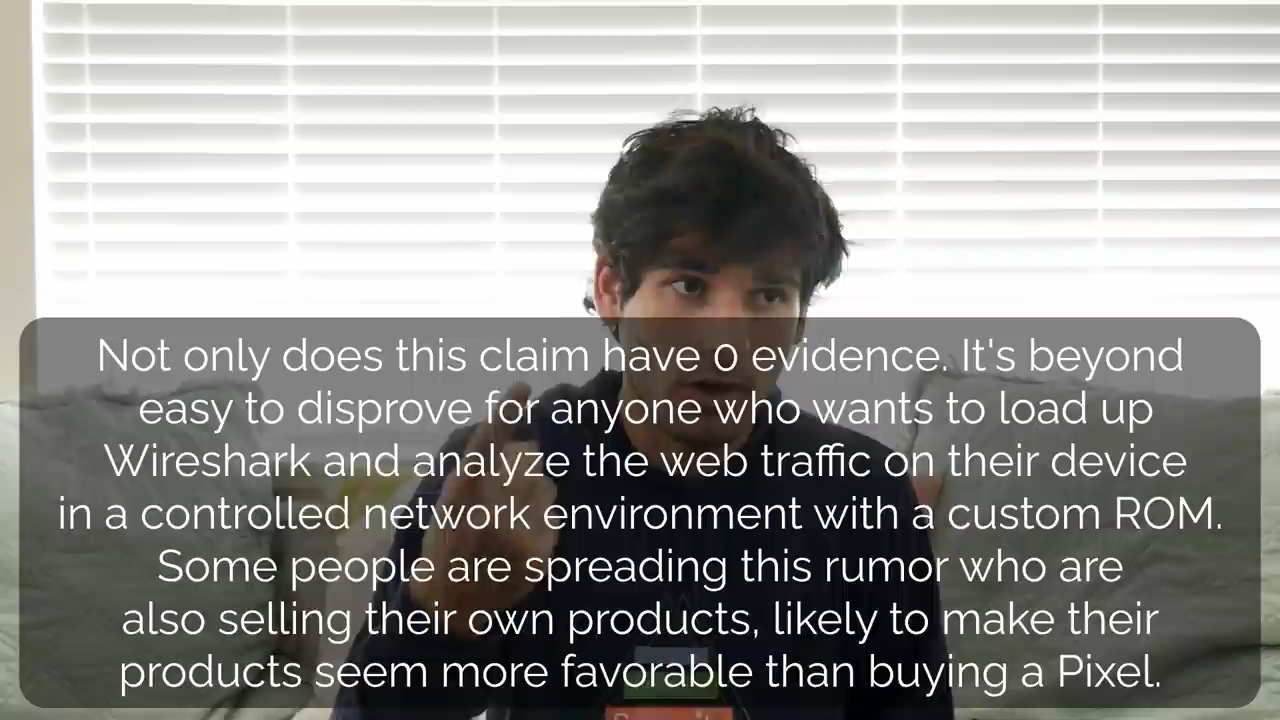 Not only does this claim have 0 evidence. It's beyond
easy to disprove for anyone who wants to load up
Wireshark and analyze the web traffic on their device
in a controlled network environment with a custom ROM.
Some people are spreading this rumor who are
also selling their own products, likely to make their
products seem more favorable than buying a Pixel.